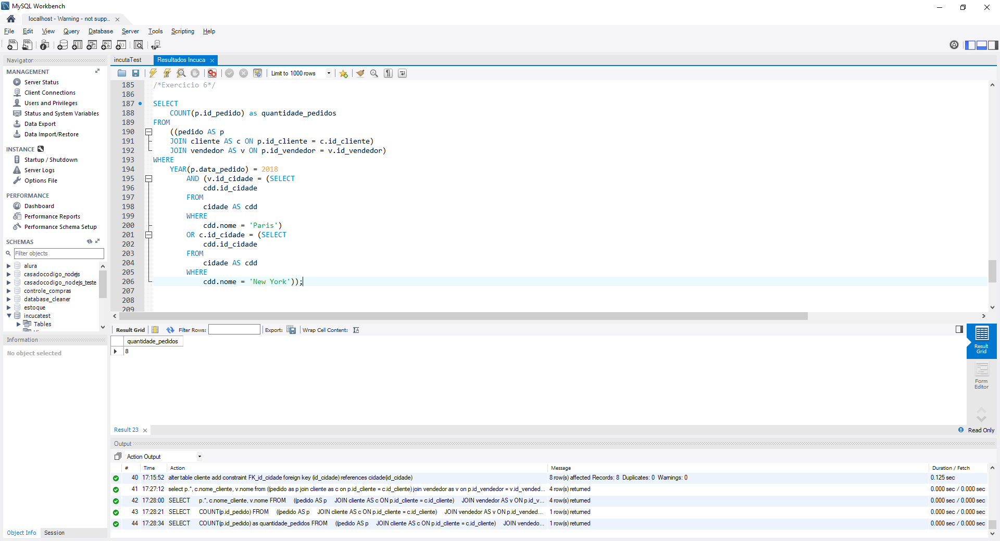 MySQL Workbench
localhost - Warning - not supp...
File Edit View Query Database Server Tools Scripting Help
Navigator
MANAGEMENT
Server Status
Client Connections
Users and Privileges
Status and System Variables
Data Export
Data Import/Restore
INSTANCE
Startup / Shutdown
Server Logs
Options File
PERFORMANCE
Dashboard
Performance Reports
Performance Schema Setup
SCHEMAS
Filter objects
alura
casadocodigo_nodejs
casadocodigo_nodejs_teste
controle_compras
database_cleaner
estoque
incucatest
Tables
Information
No object selected
Object Info Session
incutaTest Resultados Incuca
Limit to 1000 rows
185 /*Exercicio 6*/
186
187 SELECT
188 COUNT(p.id_pedido) as quantidade_pedidos
189 FROM
190 ((pedido AS p
191 JOIN cliente AS c ON p.id_cliente = c.id_cliente)
192 JOIN vendedor AS v ON p.id_vendedor = v.id_vendedor)
193 WHERE
194 YEAR(p.data_pedido) = 2018
195 AND (v.id_cidade = (SELECT
196 cdd.id_cidade
197 FROM
198 cidade AS cdd
199 WHERE
200 cdd.nome = 'Paris')
201 OR c.id_cidade = (SELECT
202 cdd.id_cidade
203 FROM
204 cidade AS cdd
205 WHERE
206 cdd.nome = 'New York'));
207
208
209
Result Grid Filter Rows: Export: Wrap Cell Content:
quantidade_pedidos
8
Result Grid
Form Editor
Result 23
Read Only
Output
Action Output
# Time Action Message Duration / Fetch
40 17:15:52 alter table cliente add constraint FK_id_cidade foreign key (id_cidade) references cidade(id_cidade) 8 row(s) affected Records: 8 Duplicates: 0 Warnings: 0 0.125 sec
41 17:27:12 select p.*, c.nome_cliente, v.nome from ((pedido as p join cliente as c on p.id_cliente = c.id_cliente) join vendedor as v on p.id_vendedor = v.id_vended... 4 row(s) returned 0.000 sec / 0.000 sec
42 17:28:00 SELECT p.*, c.nome_cliente, v.nome FROM ((pedido AS p JOIN cliente AS c ON p.id_cliente = c.id_cliente) JOIN vendedor AS v ON p.id_v... 4 row(s) returned 0.000 sec / 0.000 sec
43 17:28:21 SELECT COUNT(p.id_pedido) FROM ((pedido AS p JOIN cliente AS c ON p.id_cliente = c.id_cliente) JOIN vendedor AS v ON p.id_vended... 1 row(s) returned 0.000 sec / 0.000 sec
44 17:28:34 SELECT COUNT(p.id_pedido) as quantidade_pedidos FROM ((pedido AS p JOIN cliente AS c ON p.id_cliente = c.id_cliente) JOIN vendedo... 1 row(s) returned 0.000 sec / 0.000 sec